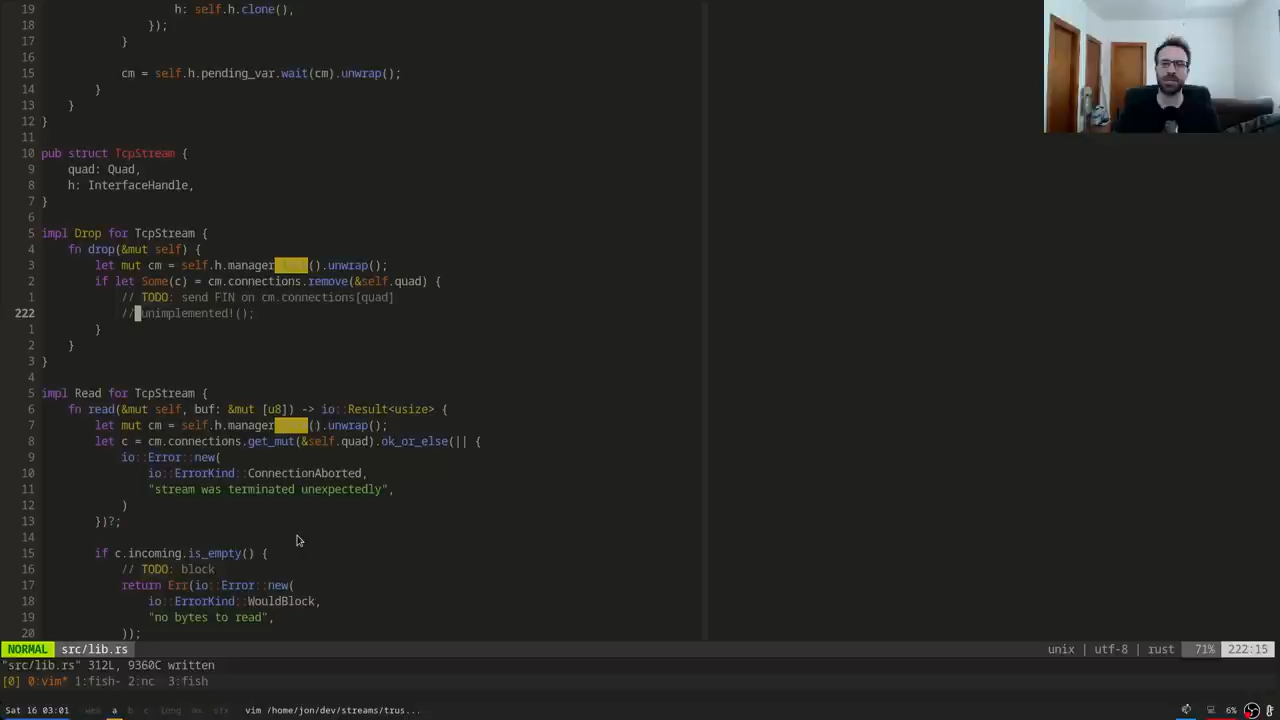 19                     h: self.h.clone(),
18                 });
17             }
16
15             cm = self.h.pending_var.wait(cm).unwrap();
14         }
13     }
12 }
11
10 pub struct TcpStream {
9     quad: Quad,
8     h: InterfaceHandle,
7 }
6
5 impl Drop for TcpStream {
4     fn drop(&mut self) {
3         let mut cm = self.h.manager ().unwrap();
2         if let Some(c) = cm.connections.remove(&self.quad) {
1             // TODO: send FIN on cm.connections[quad]
222             // unimplemented!();
1         }
2     }
3 }
4
5 impl Read for TcpStream {
6     fn read(&mut self, buf: &mut [u8]) -> io::Result<usize> {
7         let mut cm = self.h.manager ().unwrap();
8         let c = cm.connections.get_mut(&self.quad).ok_or_else(|| {
9             io::Error::new(
10                 io::ErrorKind::ConnectionAborted,
11                 "stream was terminated unexpectedly",
12             )
13         })?;
14
15         if c.incoming.is_empty() {
16             // TODO: block
17             return Err(io::Error::new(
18                 io::ErrorKind::WouldBlock,
19                 "no bytes to read",
20             ));
NORMAL src/lib.rs unix | utf-8 | rust 71% 222:15
"src/lib.rs" 312L, 9360C written
[0] 0:vim* 1:fish- 2:nc 3:fish
Sat 16 03:01 a b c long vim /home/jon/dev/streams/trus... 6%